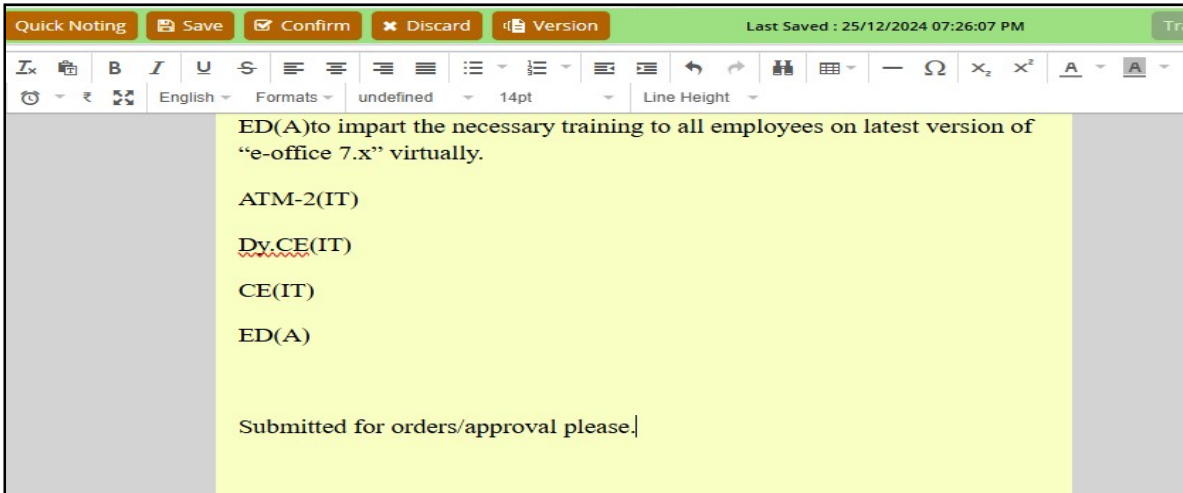 Quick Noting Save Confirm Discard Version Last Saved : 25/12/2024 07:26:07 PM
B I U S Ω x₂ x² A A
₹ English Formats undefined 14pt Line Height
ED(A)to impart the necessary training to all employees on latest version of
“e-office 7.x” virtually.
ATM-2(IT)
Dy.CE(IT)
CE(IT)
ED(A)
Submitted for orders/approval please.